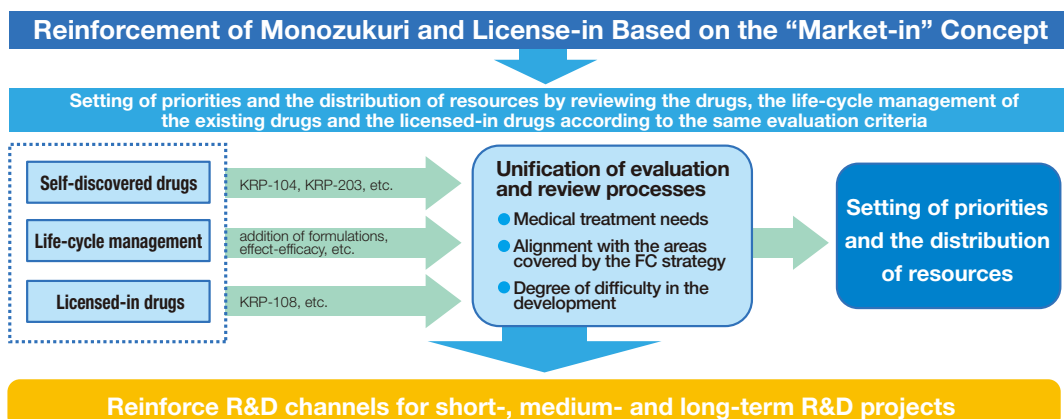 Reinforcement of Monozukuri and License-in Based on the “Market-in” Concept
Setting of priorities and the distribution of resources by reviewing the drugs, the life-cycle management of
the existing drugs and the licensed-in drugs according to the same evaluation criteria
Self-discovered drugs
KRP-104, KRP-203, etc.
Life-cycle management
addition of formulations,
effect-efficacy, etc.
Licensed-in drugs
KRP-108, etc.
Unification of evaluation
and review processes
● Medical treatment needs
● Alignment with the areas
covered by the FC strategy
● Degree of difficulty in the
development
Setting of priorities
and the distribution
of resources
Reinforce R&D channels for short-, medium- and long-term R&D projects